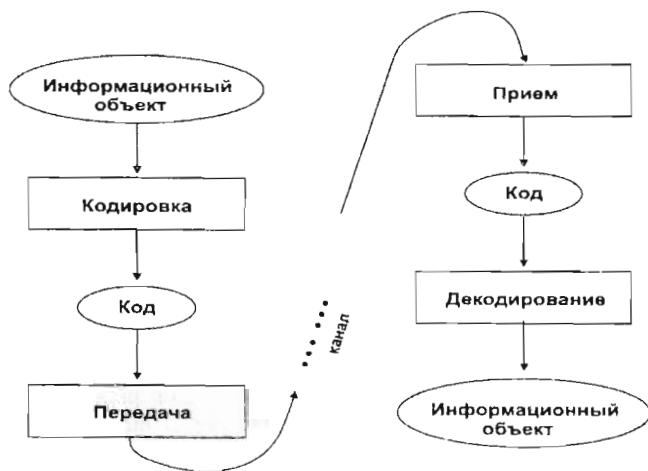 Информационный
объект
Кодировка
Код
Передача
канал
Прием
Код
Декодирование
Информационный
объект